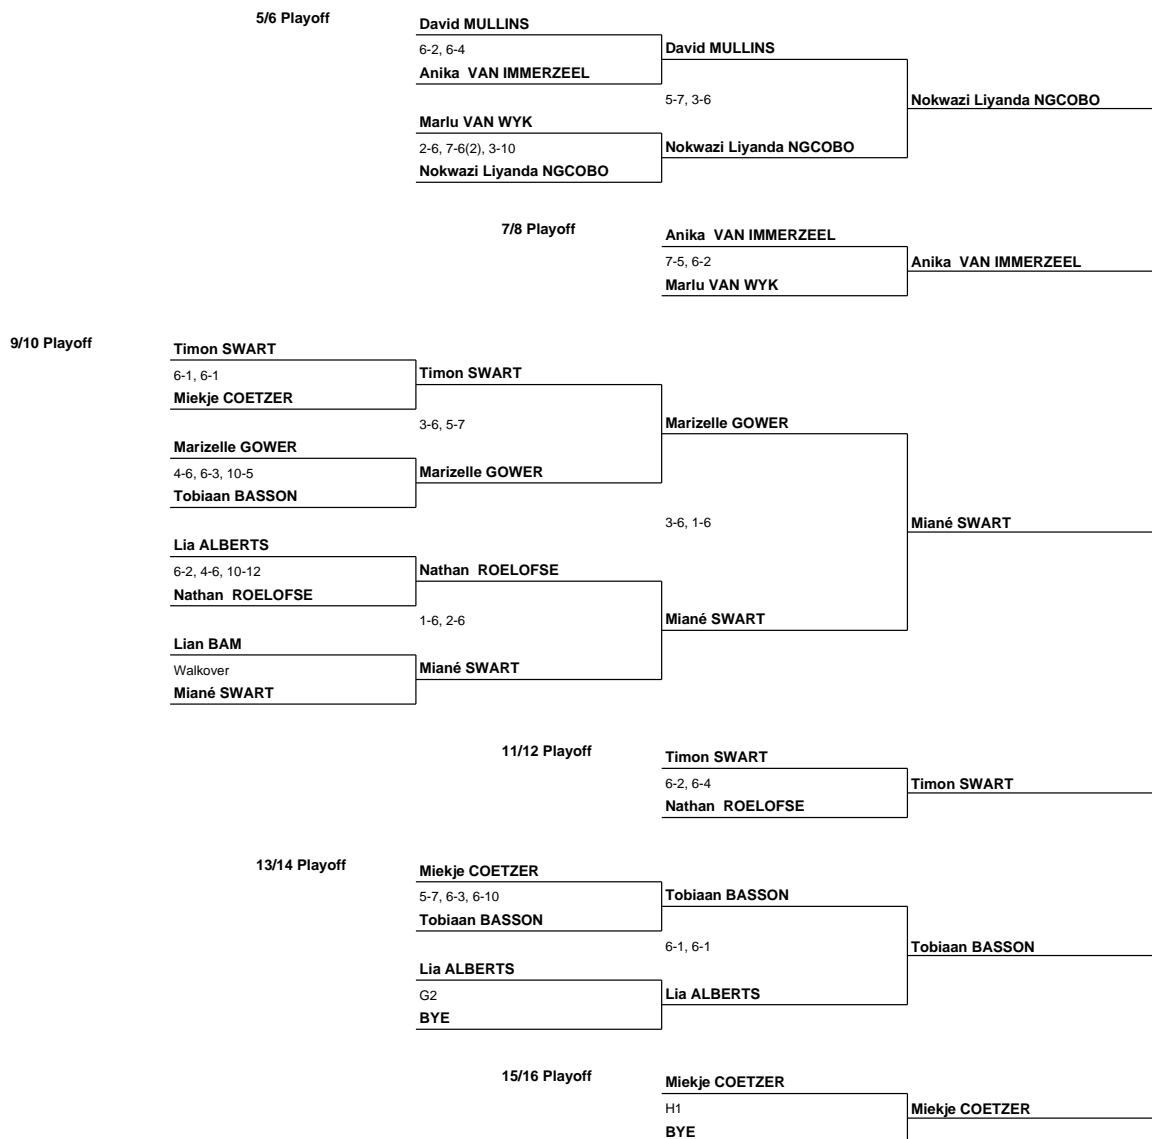 5/6 Playoff
David MULLINS
6-2, 6-4
David MULLINS
Anika VAN IMMERZEEL
5-7, 3-6
Nokwazi Liyanda NGCOBO
Marlu VAN WYK
2-6, 7-6(2), 3-10
Nokwazi Liyanda NGCOBO
Nokwazi Liyanda NGCOBO
7/8 Playoff
Anika VAN IMMERZEEL
7-5, 6-2
Anika VAN IMMERZEEL
Marlu VAN WYK
9/10 Playoff
Timon SWART
6-1, 6-1
Timon SWART
Miekje COETZER
3-6, 5-7
Marizelle GOWER
Marizelle GOWER
4-6, 6-3, 10-5
Marizelle GOWER
Tobiaan BASSON
3-6, 1-6
Miané SWART
Lia ALBERTS
6-2, 4-6, 10-12
Nathan ROELOFSE
Nathan ROELOFSE
1-6, 2-6
Miané SWART
Lian BAM
Walkover
Miané SWART
Miané SWART
11/12 Playoff
Timon SWART
6-2, 6-4
Timon SWART
Nathan ROELOFSE
13/14 Playoff
Miekje COETZER
5-7, 6-3, 6-10
Tobiaan BASSON
Tobiaan BASSON
6-1, 6-1
Tobiaan BASSON
Lia ALBERTS
G2
Lia ALBERTS
BYE
15/16 Playoff
Miekje COETZER
H1
Miekje COETZER
BYE